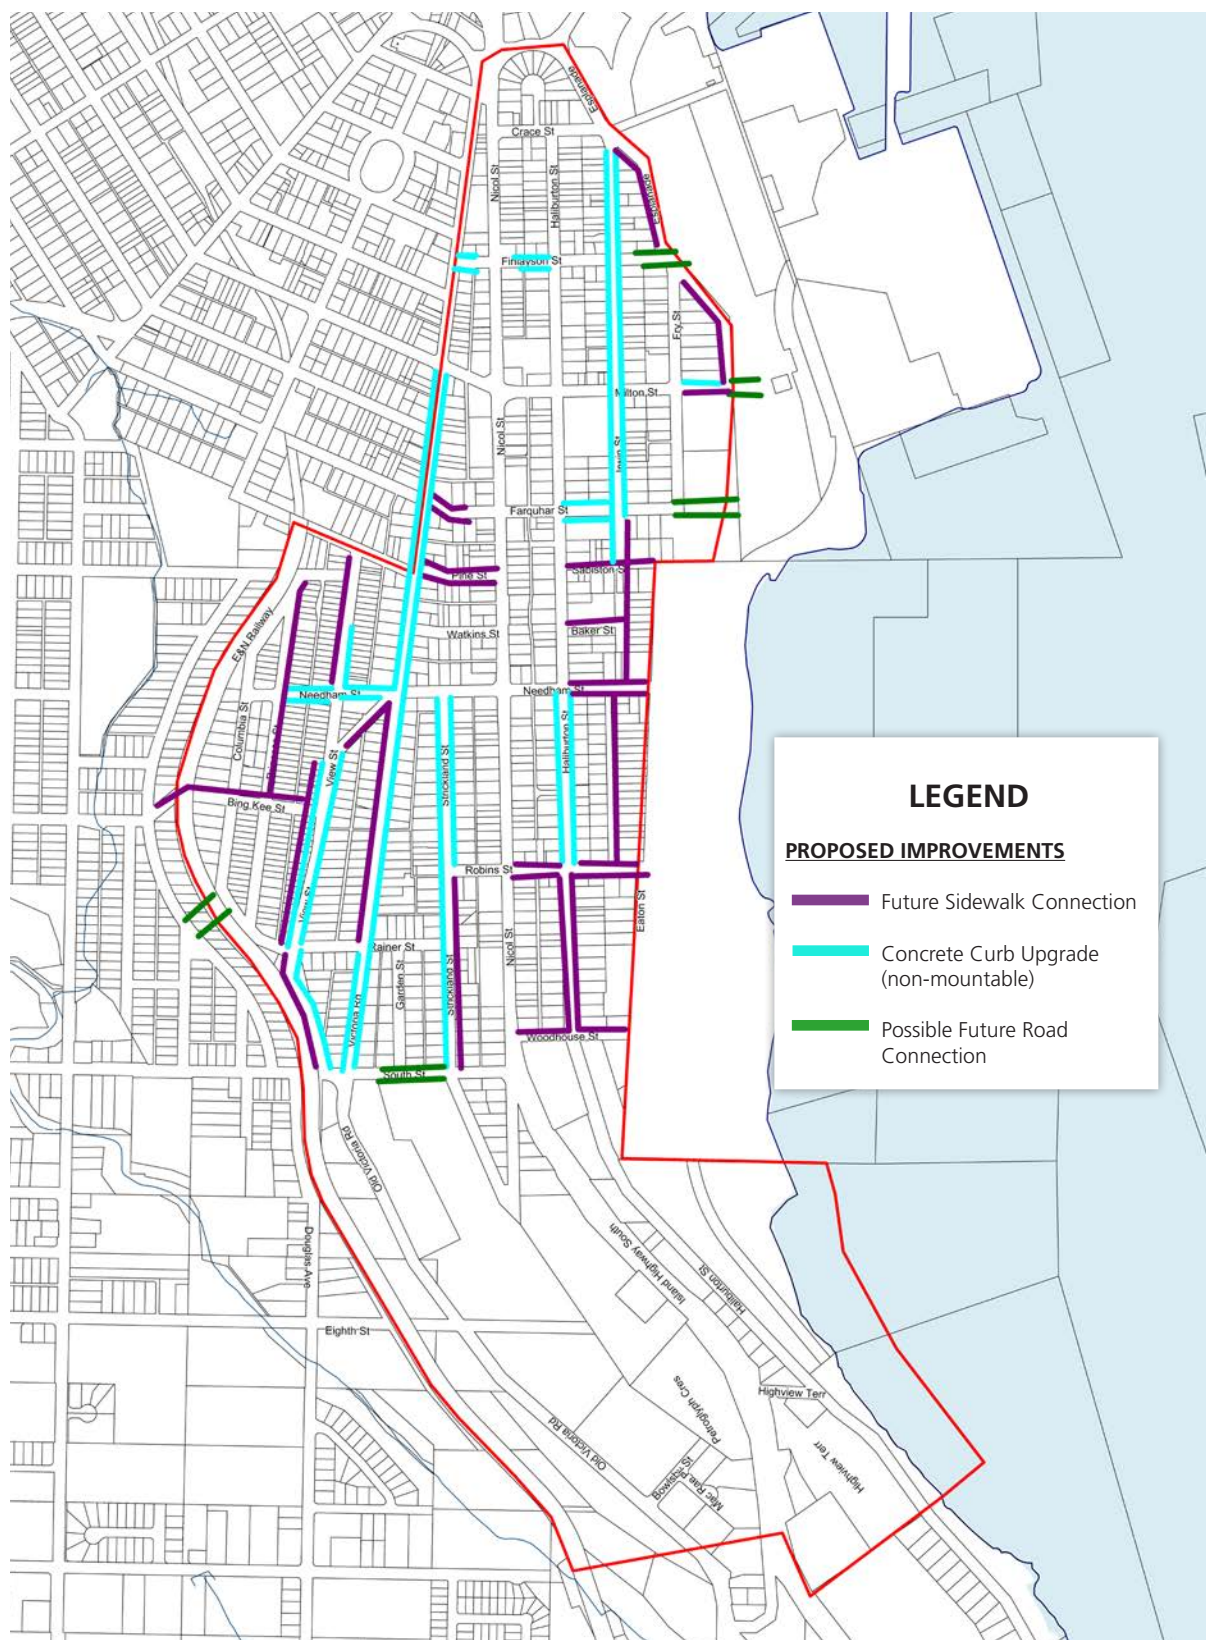 Esplanade
Crace St
Nicol St
Haliburton St
Esplanade
Finlayson St
Fry St
Milton St
Nicol St
Irwin St
Farquhar St
Pine St
Sabiston St
E&N Railway
Watkins St
Baker St
Needham St
Needham St
Columbia St
View St
Strickland St
Haliburton St
LEGEND
PROPOSED IMPROVEMENTS
Future Sidewalk Connection
Concrete Curb Upgrade
(non-mountable)
Possible Future Road
Connection
Bing Kee St
Robins St
View St
Eaton St
Rainer St
Nicol St
Garden St
Strickland St
Victoria Rd
Woodhouse St
South St
Old Victoria Rd
Douglas Ave
Island Highway South
Haliburton St
Eighth St
Highview Terr
Petroglyph Cres
Old Victoria Rd
Highview Terr
Mac Rae Pl